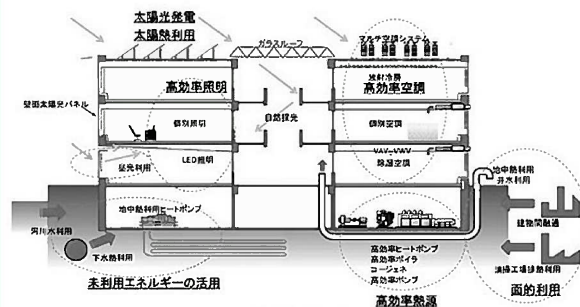 太陽光発電
太陽熱利用
ガラスルーフ
マルチ空調システム
高効率照明
放射冷房
高効率空調
壁面太陽光パネル
個別照明
自然採光
個別空調
昼光利用
LED照明
VAV・VWV
除湿空調
地中熱利用
井水利用
地中熱利用ヒートポンプ
河川水利用
下水熱利用
高効率ヒートポンプ
高効率ボイラ
コージェネ
高効率ポンプ
建物間融通
清掃工場排熱利用
未利用エネルギーの活用
高効率熱源
面的利用